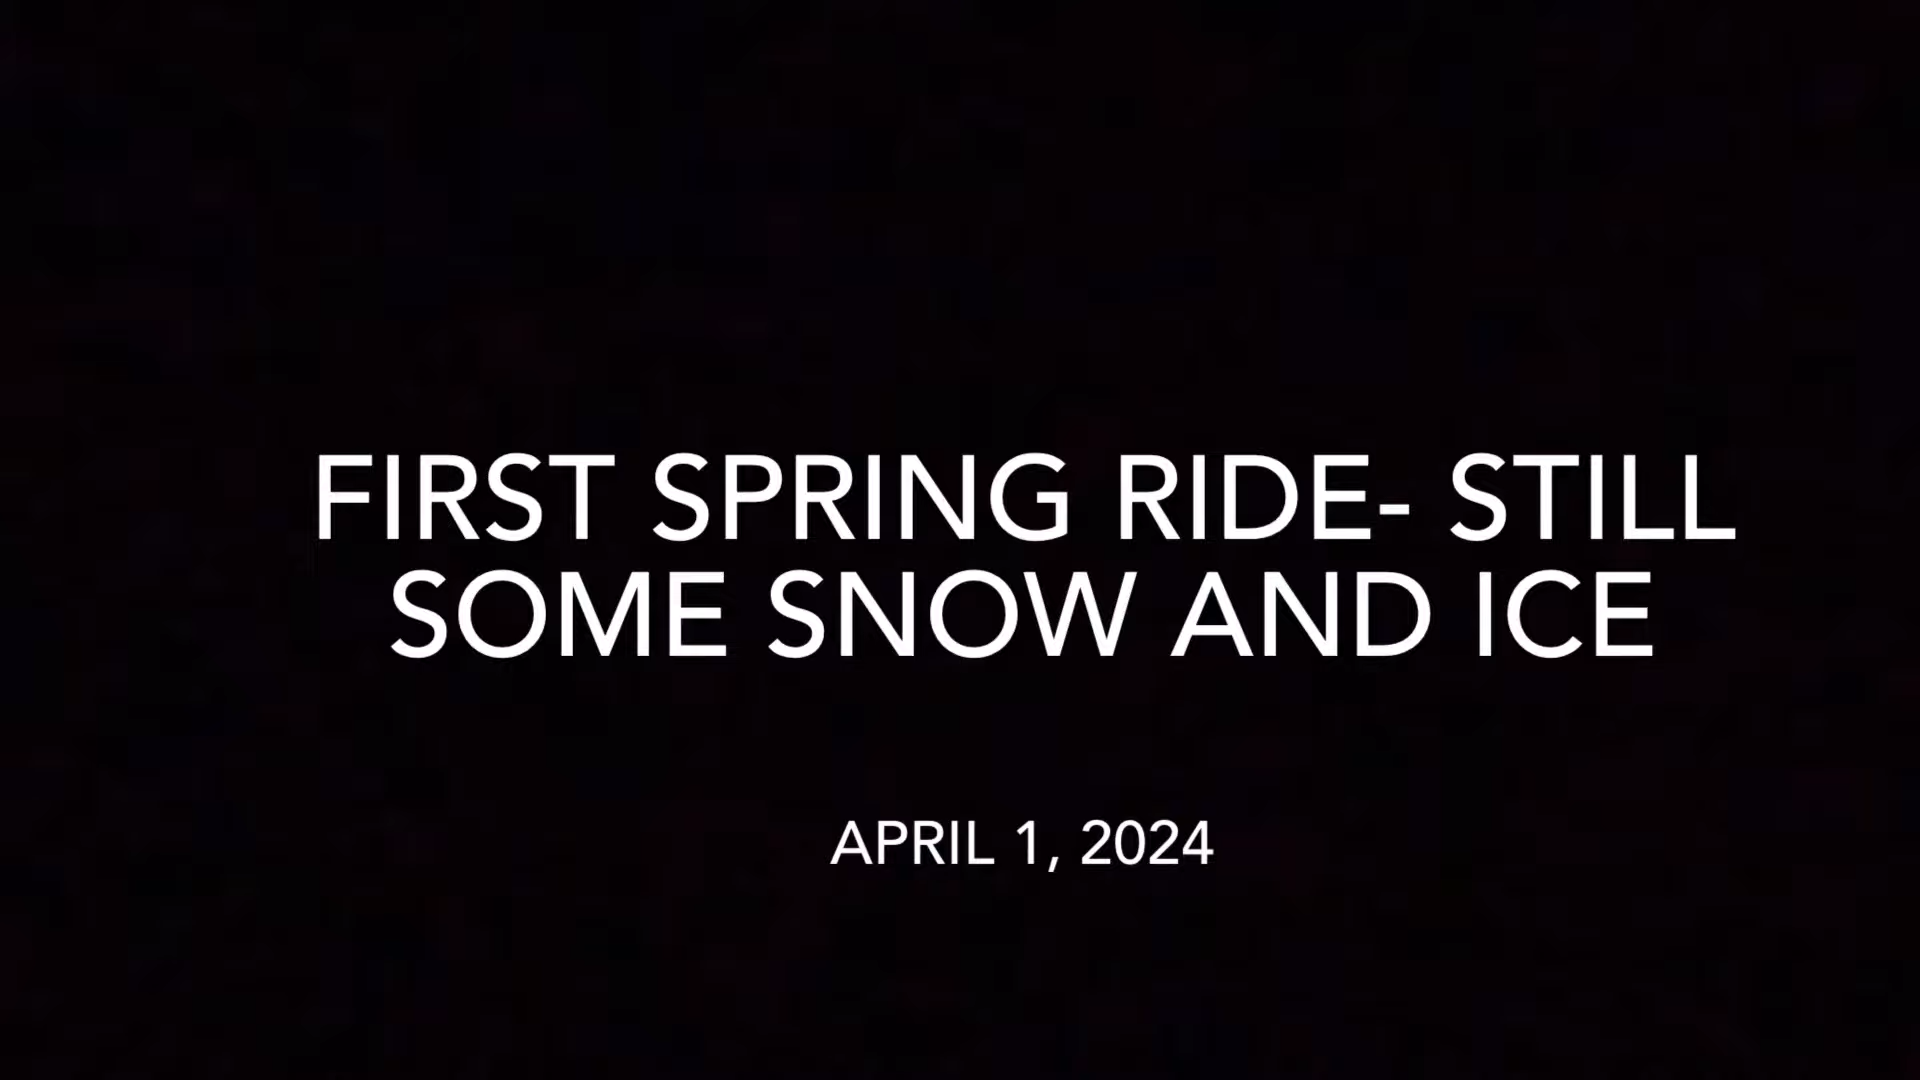 FIRST SPRING RIDE- STILL
SOME SNOW AND ICE
APRIL 1, 2024